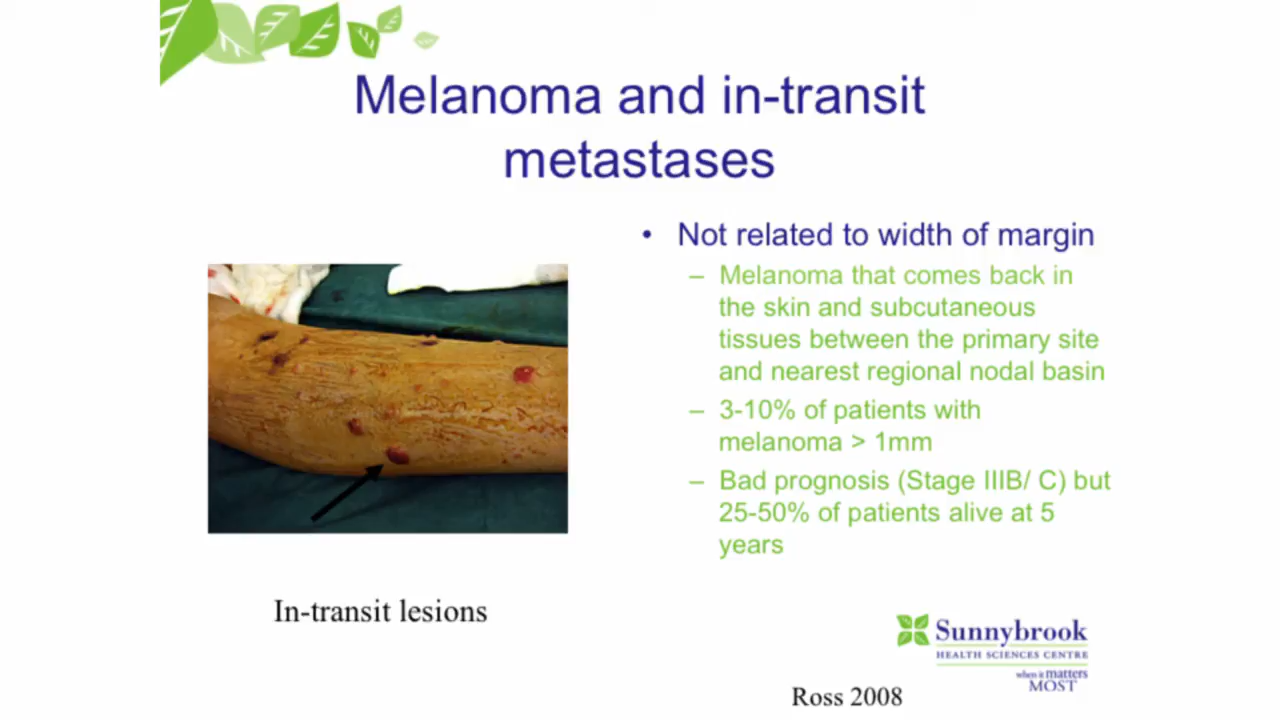 Melanoma and in-transit
metastases
• Not related to width of margin
– Melanoma that comes back in
the skin and subcutaneous
tissues between the primary site
and nearest regional nodal basin
– 3-10% of patients with
melanoma > 1mm
– Bad prognosis (Stage IIIB/ C) but
25-50% of patients alive at 5
years
In-transit lesions
Sunnybrook
HEALTH SCIENCES CENTRE
when it matters
MOST
Ross 2008